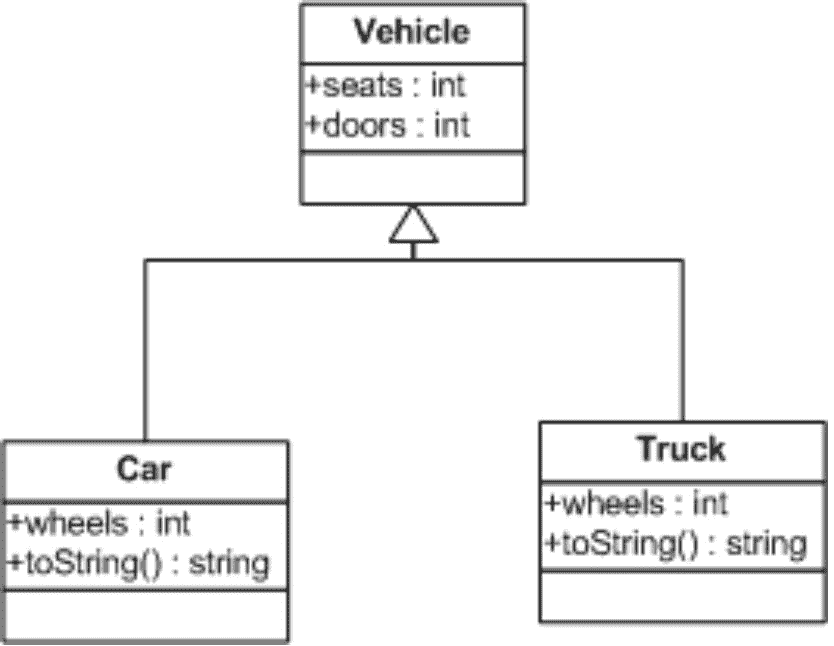 Vehicle
+seats : int
+doors : int
Car
+wheels : int
+toString() : string
Truck
+wheels : int
+toString() : string